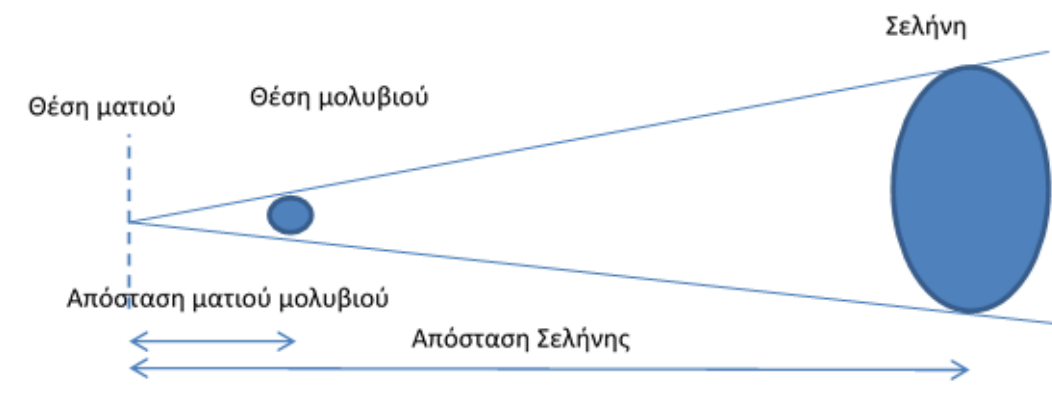 Σελήνη
Θέση ματιού
Θέση μολυβιού
Απόσταση ματιού μολυβιού
Απόσταση Σελήνης